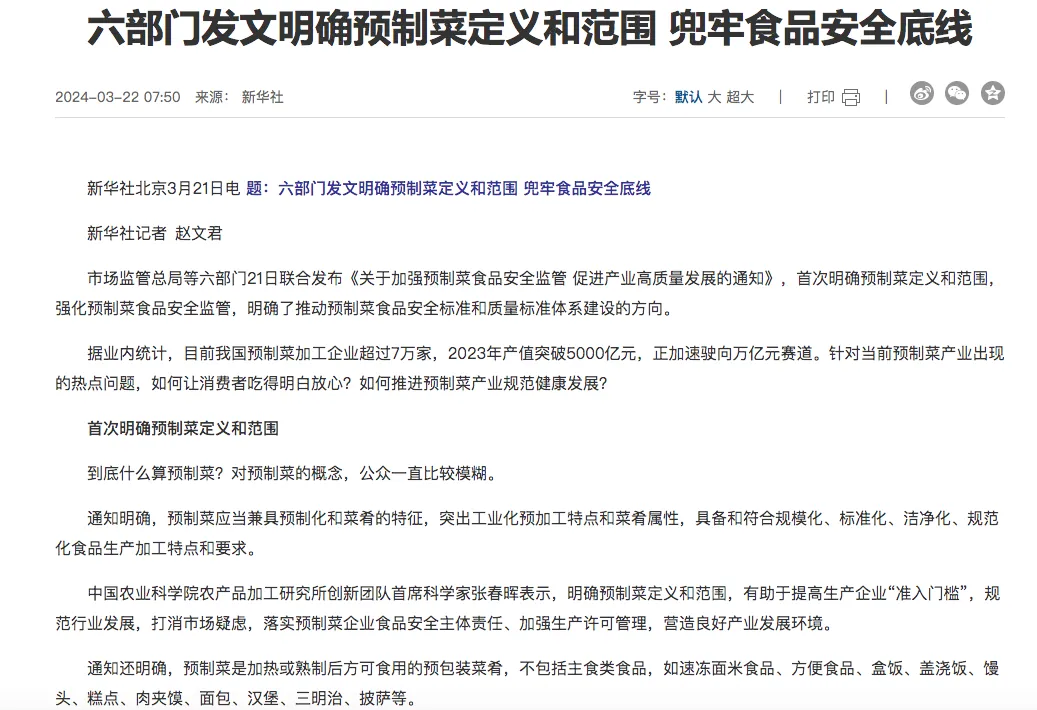 六部门发文明确预制菜定义和范围 兜牢食品安全底线
2024-03-22 07:50 来源: 新华社 字号: 默认 大 超大 | 打印 |
新华社北京3月21日电 题：六部门发文明确预制菜定义和范围 兜牢食品安全底线
新华社记者 赵文君
市场监管总局等六部门21日联合发布《关于加强预制菜食品安全监管 促进产业高质量发展的通知》，首次明确预制菜定义和范围，
强化预制菜食品安全监管，明确了推动预制菜食品安全标准和质量标准体系建设的方向。
据业内统计，目前我国预制菜加工企业超过7万家，2023年产值突破5000亿元，正加速驶向万亿元赛道。针对当前预制菜产业出现
的热点问题，如何让消费者吃得明白放心？如何推进预制菜产业规范健康发展？
首次明确预制菜定义和范围
到底什么算预制菜？对预制菜的概念，公众一直比较模糊。
通知明确，预制菜应当兼具预制化和菜肴的特征，突出工业化预加工特点和菜肴属性，具备和符合规模化、标准化、洁净化、规范
化食品生产加工特点和要求。
中国农业科学院农产品加工研究所创新团队首席科学家张春晖表示，明确预制菜定义和范围，有助于提高生产企业“准入门槛”，规
范行业发展，打消市场疑虑，落实预制菜企业食品安全主体责任、加强生产许可管理，营造良好产业发展环境。
通知还明确，预制菜是加热或熟制后方可食用的预包装菜肴，不包括主食类食品，如速冻面米食品、方便食品、盒饭、盖浇饭、馒
头、糕点、肉夹馍、面包、汉堡、三明治、披萨等。